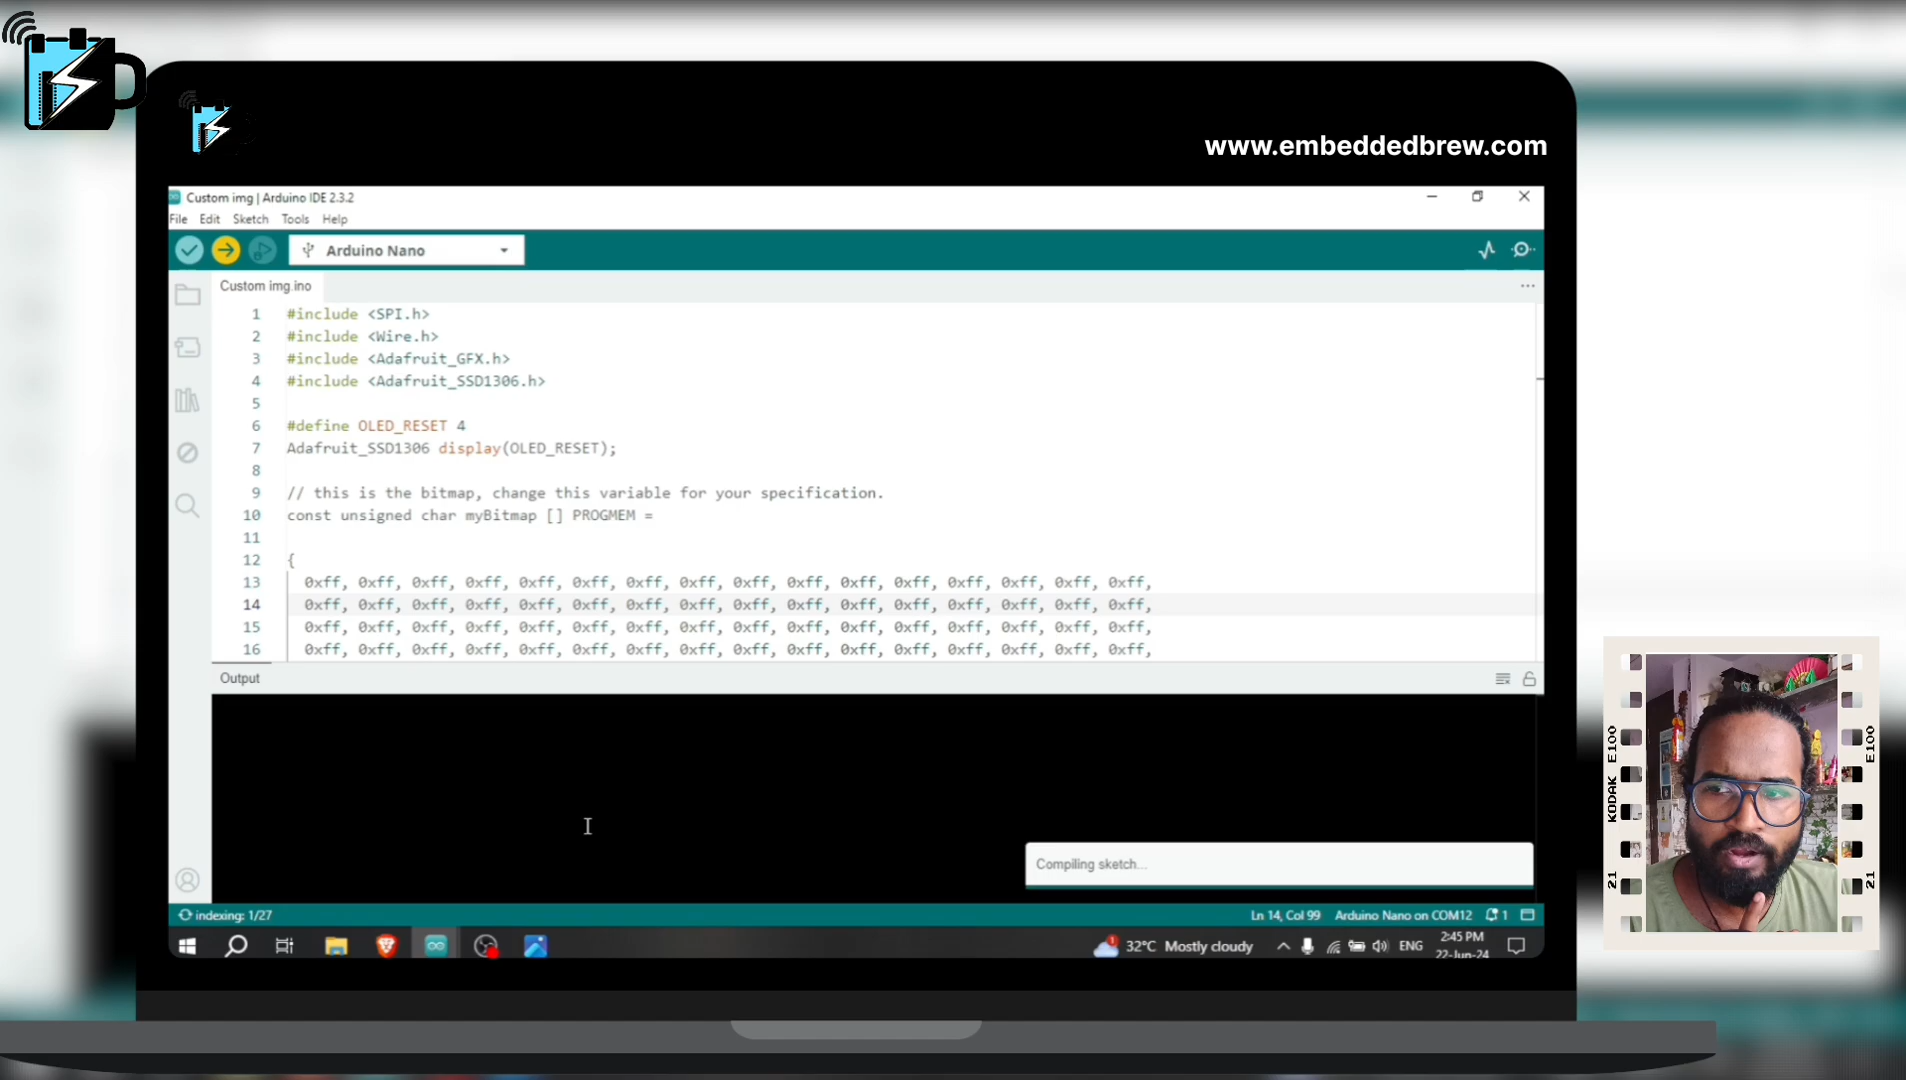 www.embeddedbrew.com
Custom img | Arduino IDE 2.3.2
File Edit Sketch Tools Help
Arduino Nano
Custom img.ino
1 #include <SPI.h>
2 #include <Wire.h>
3 #include <Adafruit_GFX.h>
4 #include <Adafruit_SSD1306.h>
5
6 #define OLED_RESET 4
7 Adafruit_SSD1306 display(OLED_RESET);
8
9 // this is the bitmap, change this variable for your specification.
10 const unsigned char myBitmap [] PROGMEM =
11
12 {
13 0xff, 0xff, 0xff, 0xff, 0xff, 0xff, 0xff, 0xff, 0xff, 0xff, 0xff, 0xff, 0xff, 0xff, 0xff, 0xff,
14 0xff, 0xff, 0xff, 0xff, 0xff, 0xff, 0xff, 0xff, 0xff, 0xff, 0xff, 0xff, 0xff, 0xff, 0xff, 0xff,
15 0xff, 0xff, 0xff, 0xff, 0xff, 0xff, 0xff, 0xff, 0xff, 0xff, 0xff, 0xff, 0xff, 0xff, 0xff, 0xff,
16 0xff, 0xff, 0xff, 0xff, 0xff, 0xff, 0xff, 0xff, 0xff, 0xff, 0xff, 0xff, 0xff, 0xff, 0xff, 0xff,
Output
Compiling sketch...
indexing: 1/27
Ln 14, Col 99 Arduino Nano on COM12 1
32°C Mostly cloudy ENG
2:45 PM
22-Jun-24
KODAK E100
E100
21
21